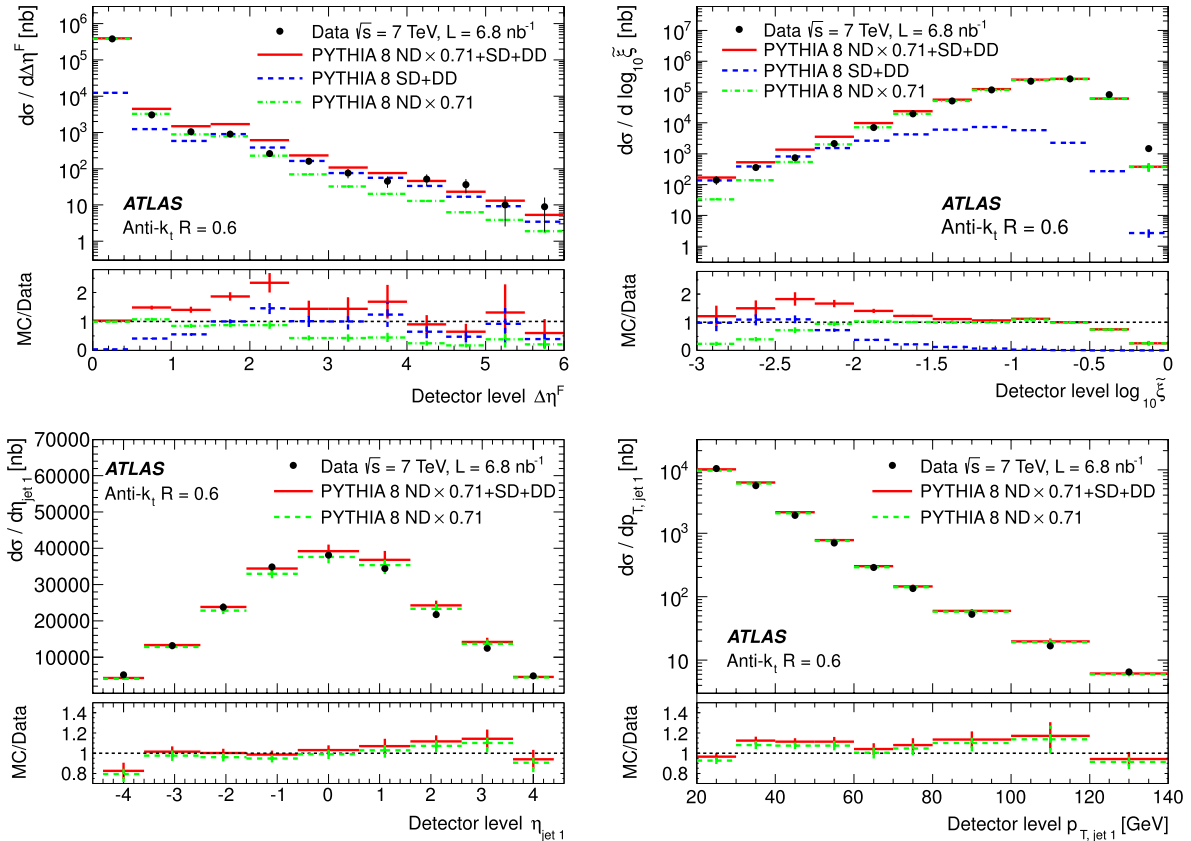 dσ / dΔη^F [nb]
10^6
10^5
10^4
10^3
10^2
10
1
Data √s = 7 TeV, L = 6.8 nb^-1
PYTHIA 8 ND × 0.71+SD+DD
PYTHIA 8 SD+DD
PYTHIA 8 ND × 0.71
ATLAS
Anti-k_t R = 0.6
MC/Data
2
1
0
0 1 2 3 4 5 6
Detector level Δη^F
dσ / d log_10 ξ̃ [nb]
10^7
10^6
10^5
10^4
10^3
10^2
10
1
Data √s = 7 TeV, L = 6.8 nb^-1
PYTHIA 8 ND × 0.71+SD+DD
PYTHIA 8 SD+DD
PYTHIA 8 ND × 0.71
ATLAS
Anti-k_t R = 0.6
MC/Data
2
1
0
-3 -2.5 -2 -1.5 -1 -0.5 0
Detector level log_10 ξ̃
dσ / dη_jet 1 [nb]
70000
60000
50000
40000
30000
20000
10000
ATLAS
Anti-k_t R = 0.6
Data √s = 7 TeV, L = 6.8 nb^-1
PYTHIA 8 ND × 0.71+SD+DD
PYTHIA 8 ND × 0.71
MC/Data
1.4
1.2
1
0.8
-4 -3 -2 -1 0 1 2 3 4
Detector level η_jet 1
dσ / dp_T, jet 1 [nb]
10^4
10^3
10^2
10
Data √s = 7 TeV, L = 6.8 nb^-1
PYTHIA 8 ND × 0.71+SD+DD
PYTHIA 8 ND × 0.71
ATLAS
Anti-k_t R = 0.6
MC/Data
1.4
1.2
1
0.8
20 40 60 80 100 120 140
Detector level p_T, jet 1 [GeV]